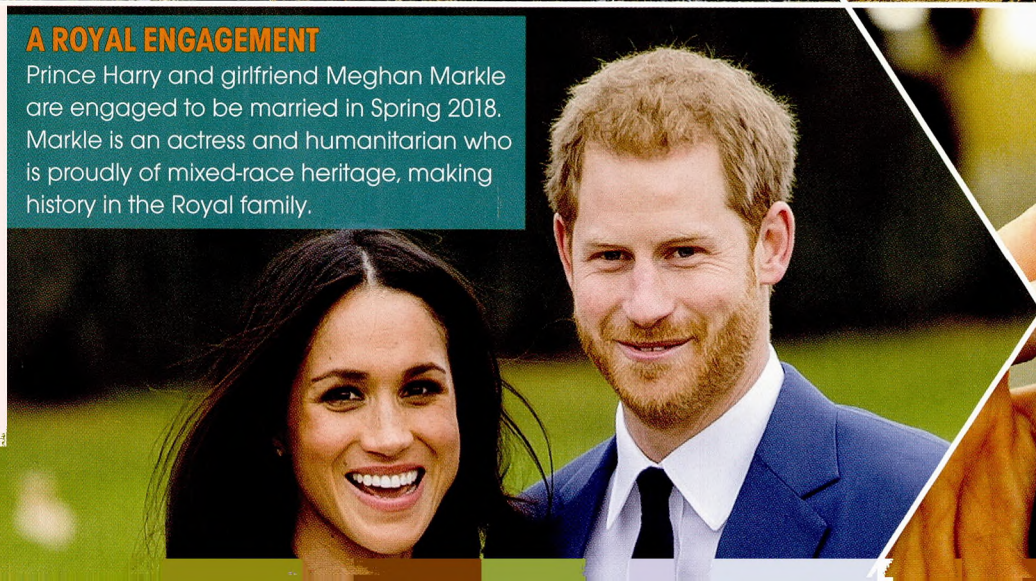 A ROYAL ENGAGEMENT
Prince Harry and girlfriend Meghan Markle
are engaged to be married in Spring 2018.
Markle is an actress and humanitarian who
is proudly of mixed-race heritage, making
history in the Royal family.